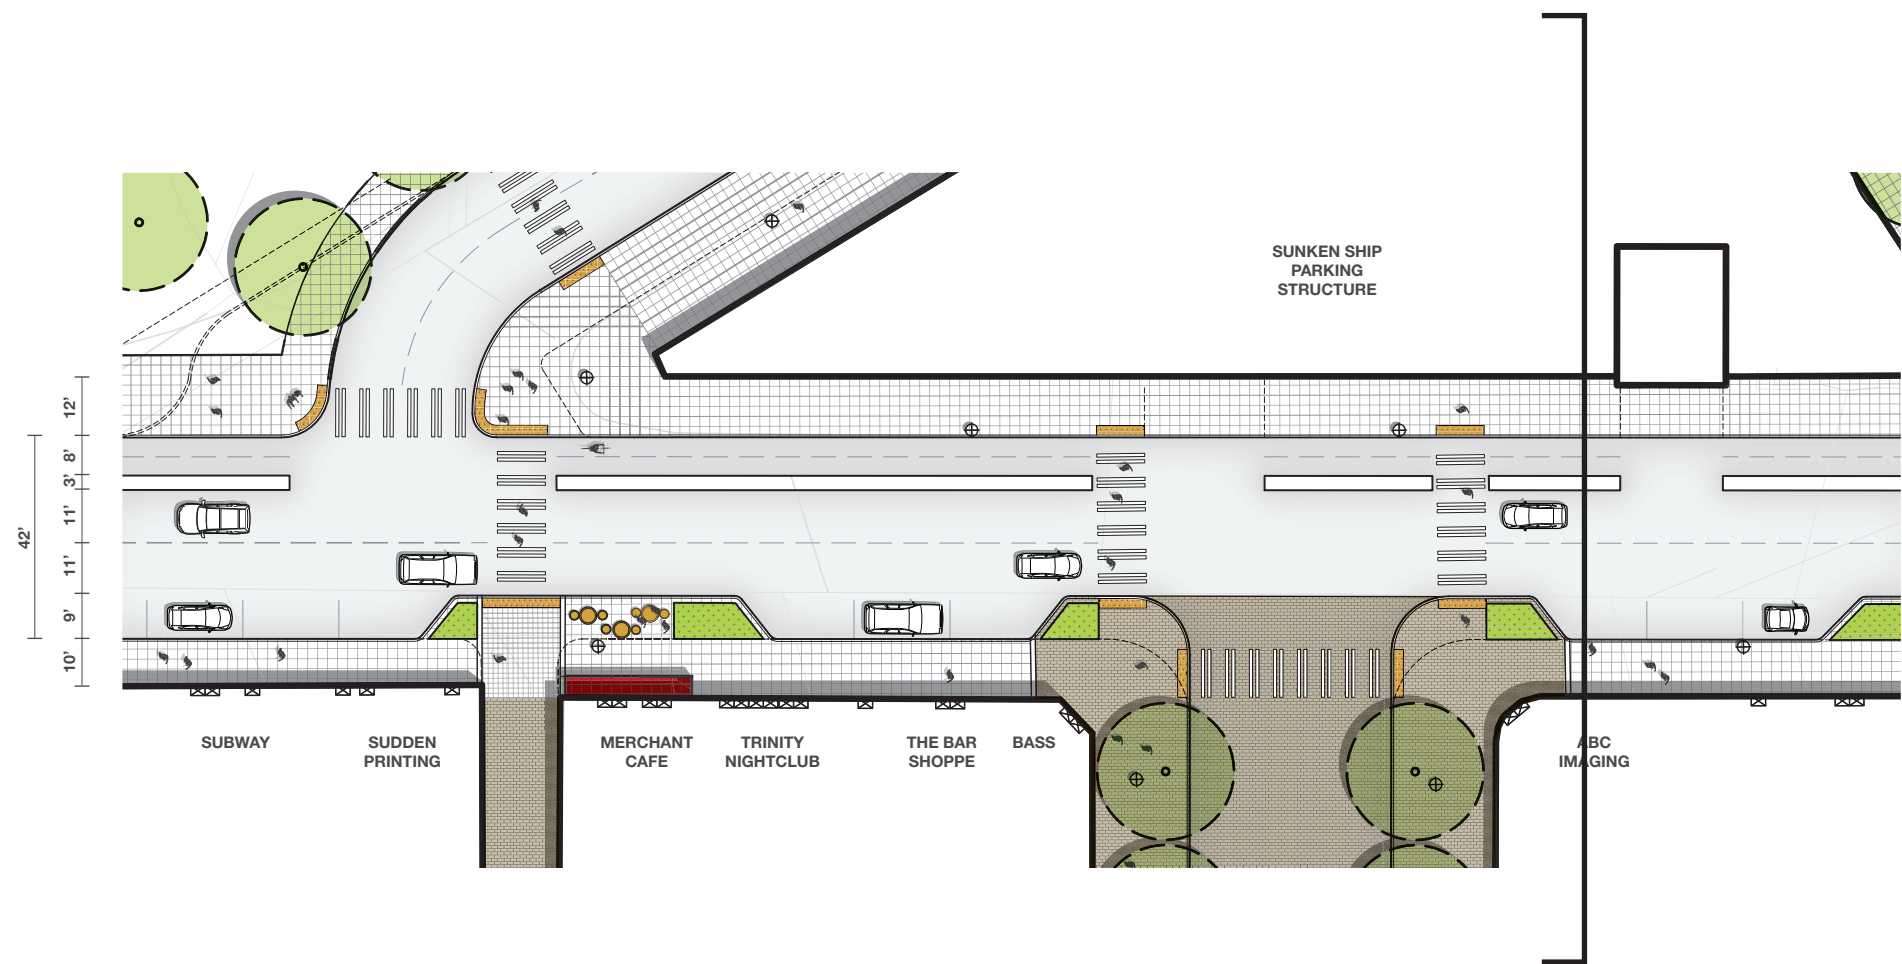 SUNKEN SHIP
PARKING
STRUCTURE
12'
8'
3'
11'
42'
11'
9'
10'
SUBWAY
SUDDEN
PRINTING
MERCHANT
CAFE
TRINITY
NIGHTCLUB
THE BAR
SHOPPE
BASS
ABC
IMAGING